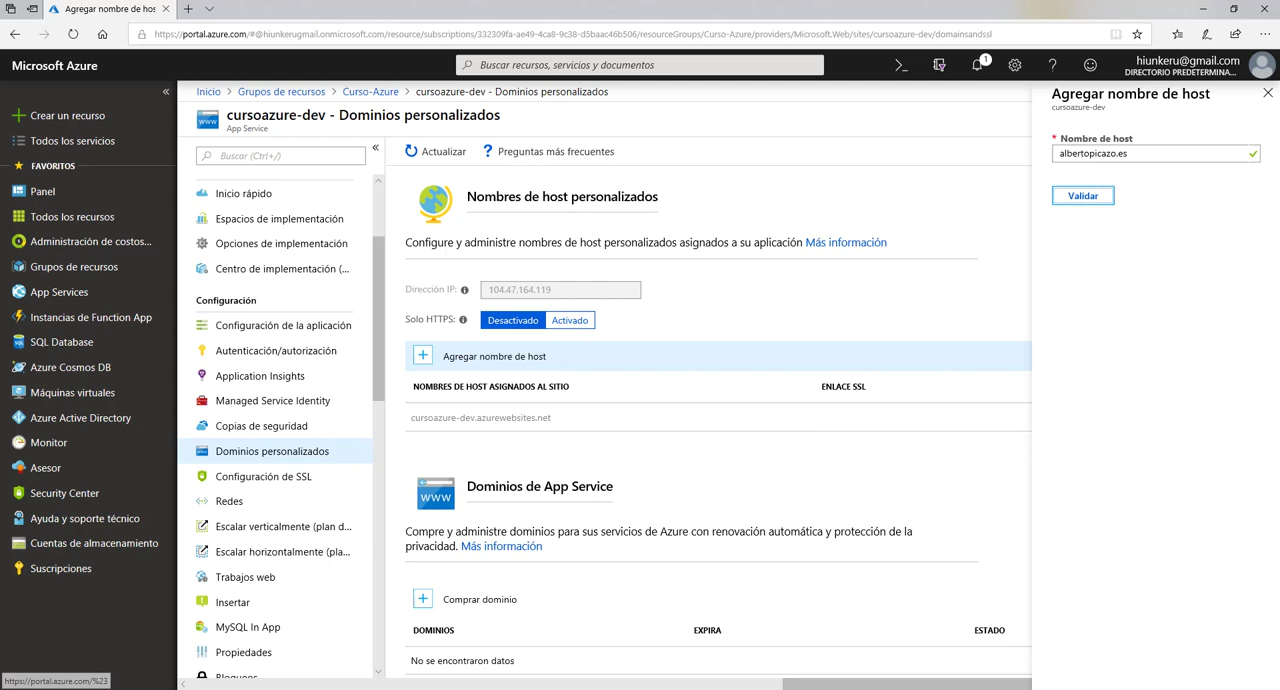 Agregar nombre de hos
https://portal.azure.com/#@hiunkerugmail.onmicrosoft.com/resource/subscriptions/332309fa-ae49-4ca8-9c38-d5baac46b506/resourceGroups/Curso-Azure/providers/Microsoft.Web/sites/cursoazure-dev/domainsandssl
Microsoft Azure
Buscar recursos, servicios y documentos
1
hiunkeru@gmail.com
DIRECTORIO PREDETERMINA...
«
Crear un recurso
Todos los servicios
FAVORITOS
Panel
Todos los recursos
Administración de costos...
Grupos de recursos
App Services
Instancias de Function App
SQL Database
Azure Cosmos DB
Máquinas virtuales
Azure Active Directory
Monitor
Asesor
Security Center
Ayuda y soporte técnico
Cuentas de almacenamiento
Suscripciones
https://portal.azure.com/%23
Inicio > Grupos de recursos > Curso-Azure > cursoazure-dev - Dominios personalizados
cursoazure-dev - Dominios personalizados
App Service
Buscar (Ctrl+/)
«
Inicio rápido
Espacios de implementación
Opciones de implementación
Centro de implementación (...
Configuración
Configuración de la aplicación
Autenticación/autorización
Application Insights
Managed Service Identity
Copias de seguridad
Dominios personalizados
Configuración de SSL
Redes
Escalar verticalmente (plan d...
Escalar horizontalmente (pla...
Trabajos web
Insertar
MySQL In App
Propiedades
Bloqueos
Actualizar ? Preguntas más frecuentes
Nombres de host personalizados
Configure y administre nombres de host personalizados asignados a su aplicación Más información
Dirección IP: 104.47.164.119
Solo HTTPS: Desactivado Activado
+ Agregar nombre de host
NOMBRES DE HOST ASIGNADOS AL SITIO ENLACE SSL
cursoazure-dev.azurewebsites.net
WWW
Dominios de App Service
Compre y administre dominios para sus servicios de Azure con renovación automática y protección de la
privacidad. Más información
+ Comprar dominio
DOMINIOS EXPIRA ESTADO
No se encontraron datos
Agregar nombre de host
cursoazure-dev
* Nombre de host
albertopicazo.es
Validar